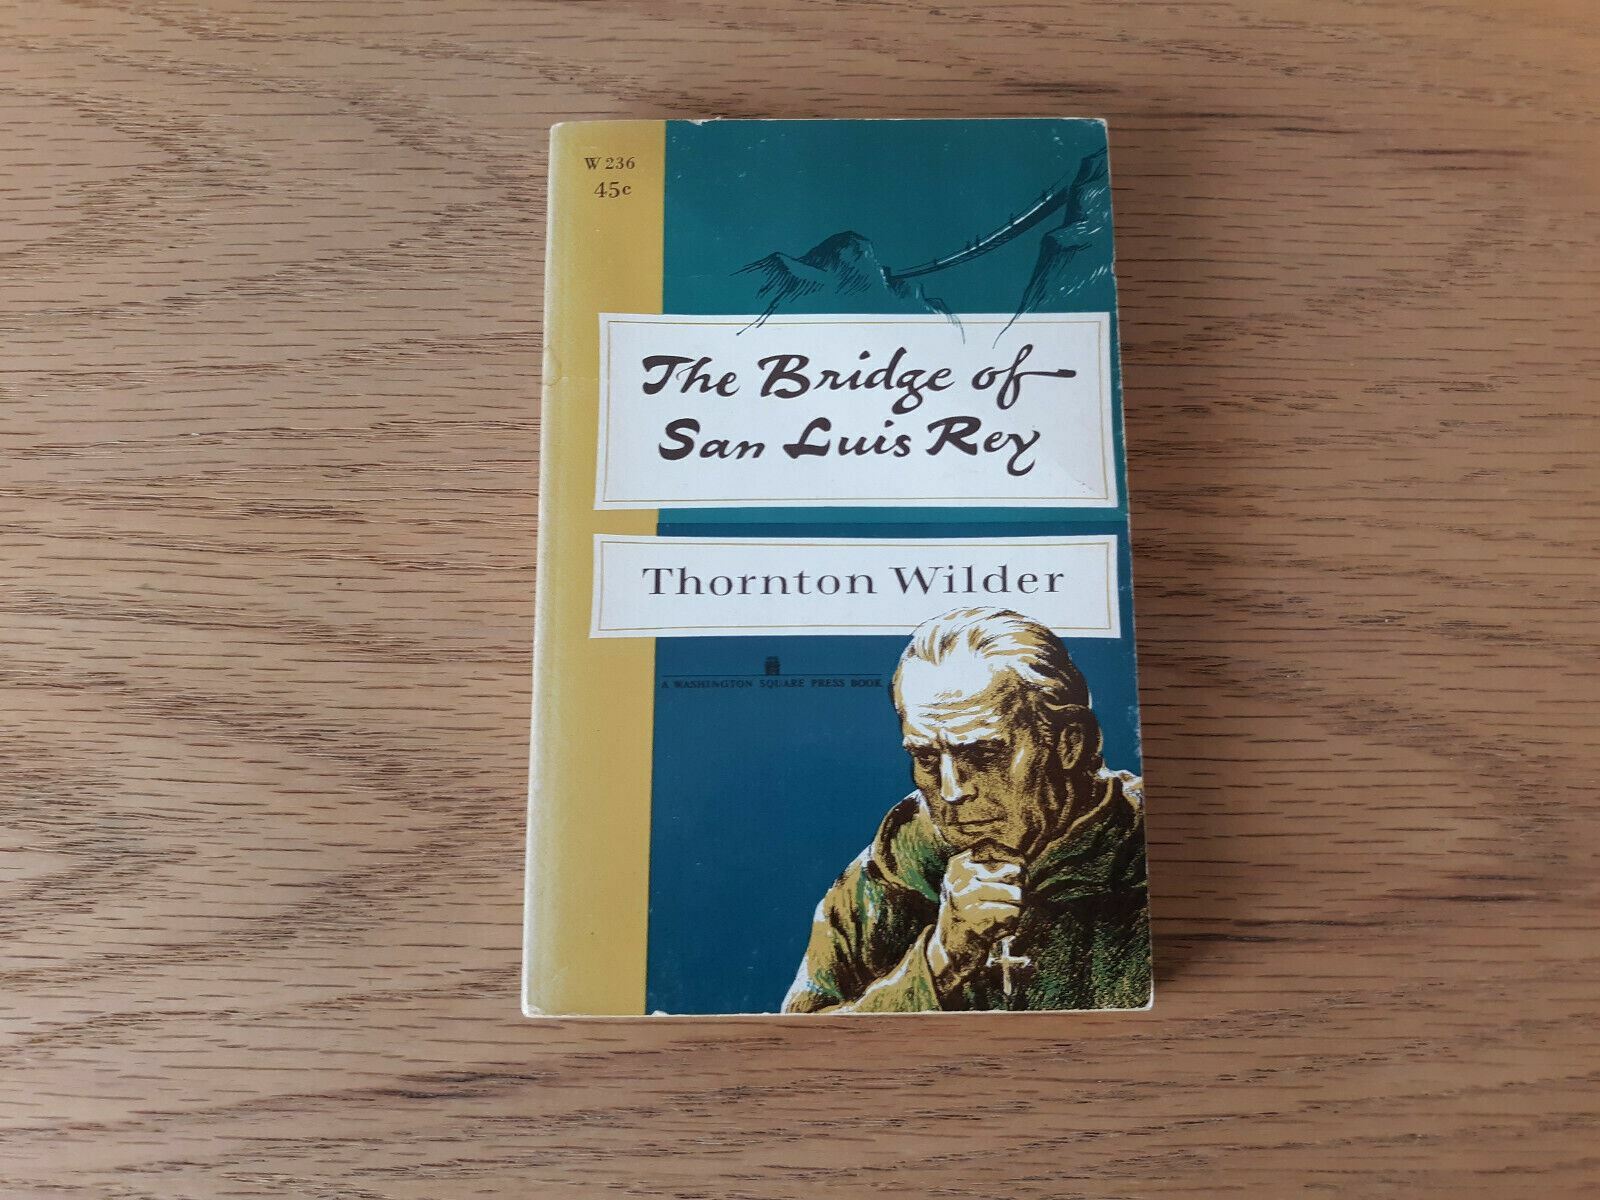 W 236
45c
The Bridge of
San Luis Rey
Thornton Wilder
A WASHINGTON SQUARE PRESS BOOK